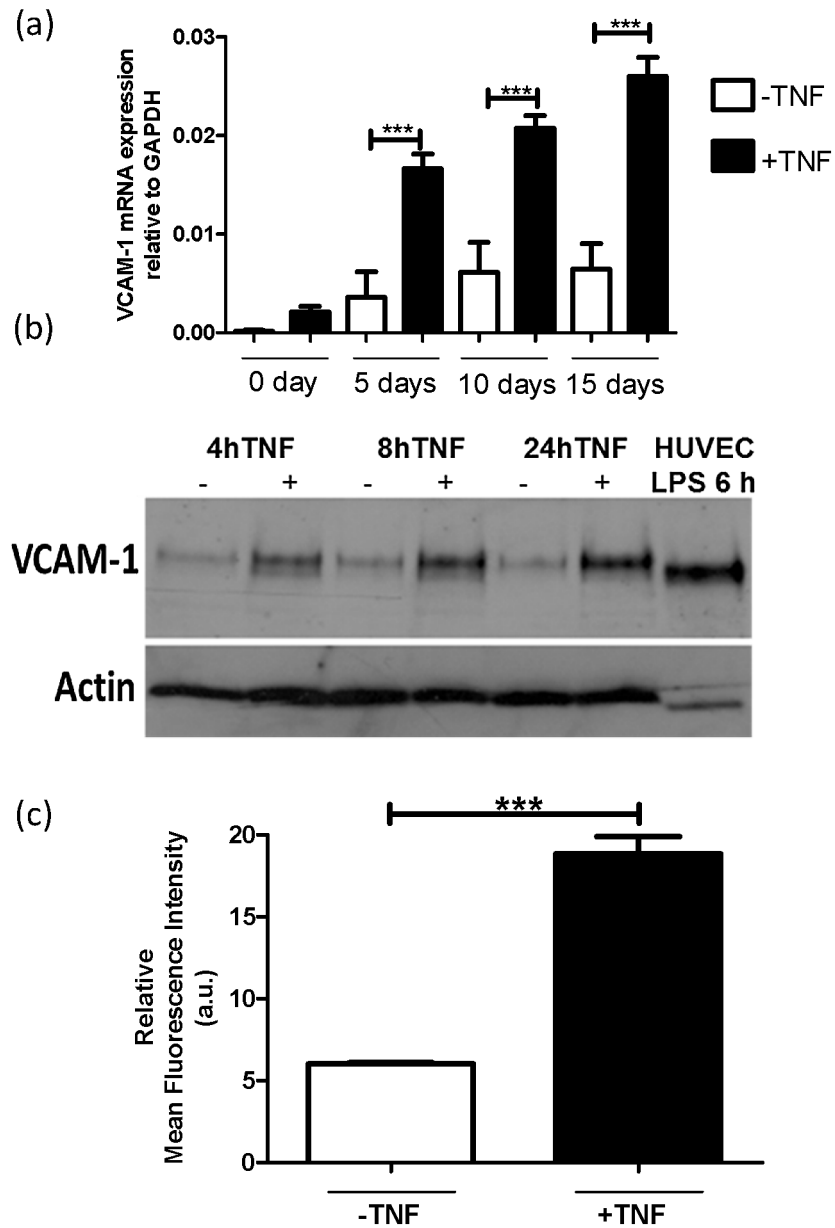 (a)
VCAM-1 mRNA expression
relative to GAPDH
0.03
0.02
0.01
0.00
***
***
***
-TNF
+TNF
0 day
5 days
10 days
15 days
(b)
4hTNF
8hTNF
24hTNF
HUVEC
- + - + - + LPS 6 h
VCAM-1
Actin
(c)
Relative
Mean Fluorescence Intensity
(a.u.)
20
15
10
5
0
***
-TNF
+TNF